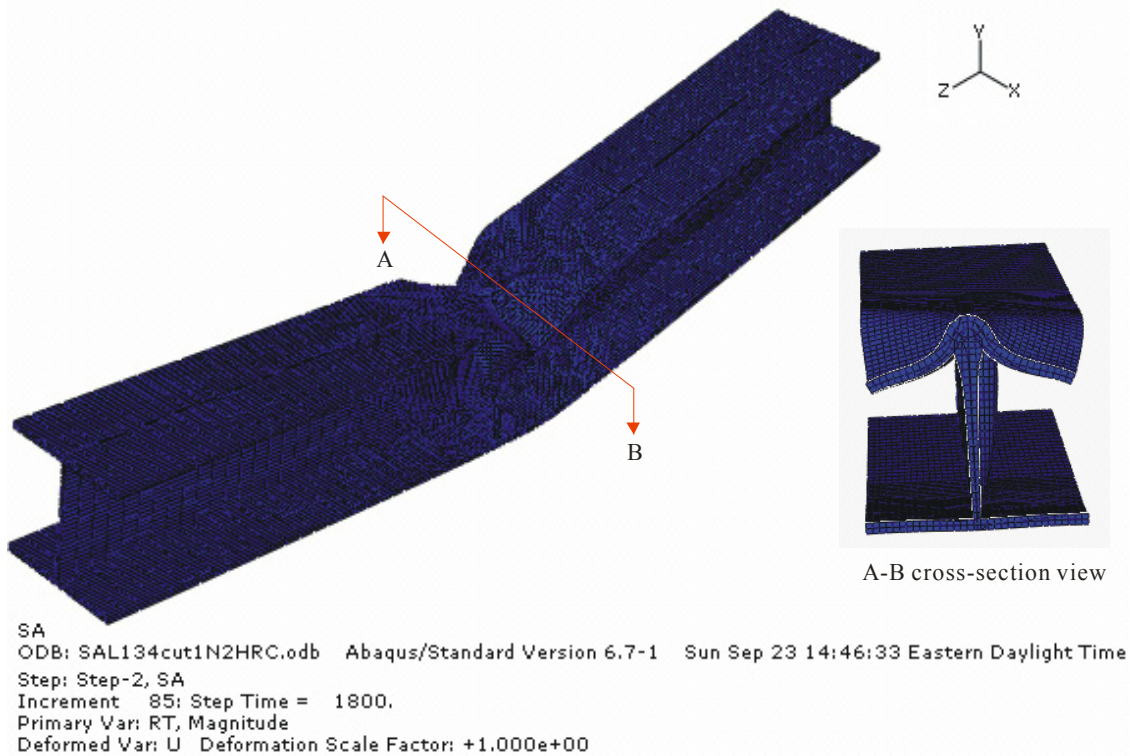 Y
Z X
A
B
A-B cross-section view
SA
ODB: SAL134cut1N2HRC.odb Abaqus/Standard Version 6.7-1 Sun Sep 23 14:46:33 Eastern Daylight Time
Step: Step-2, SA
Increment 85: Step Time = 1800.
Primary Var: RT, Magnitude
Deformed Var: U Deformation Scale Factor: +1.000e+00